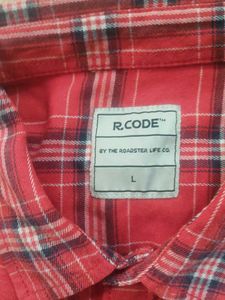 R.CODE™
BY THE ROADSTER LIFE CO.
L